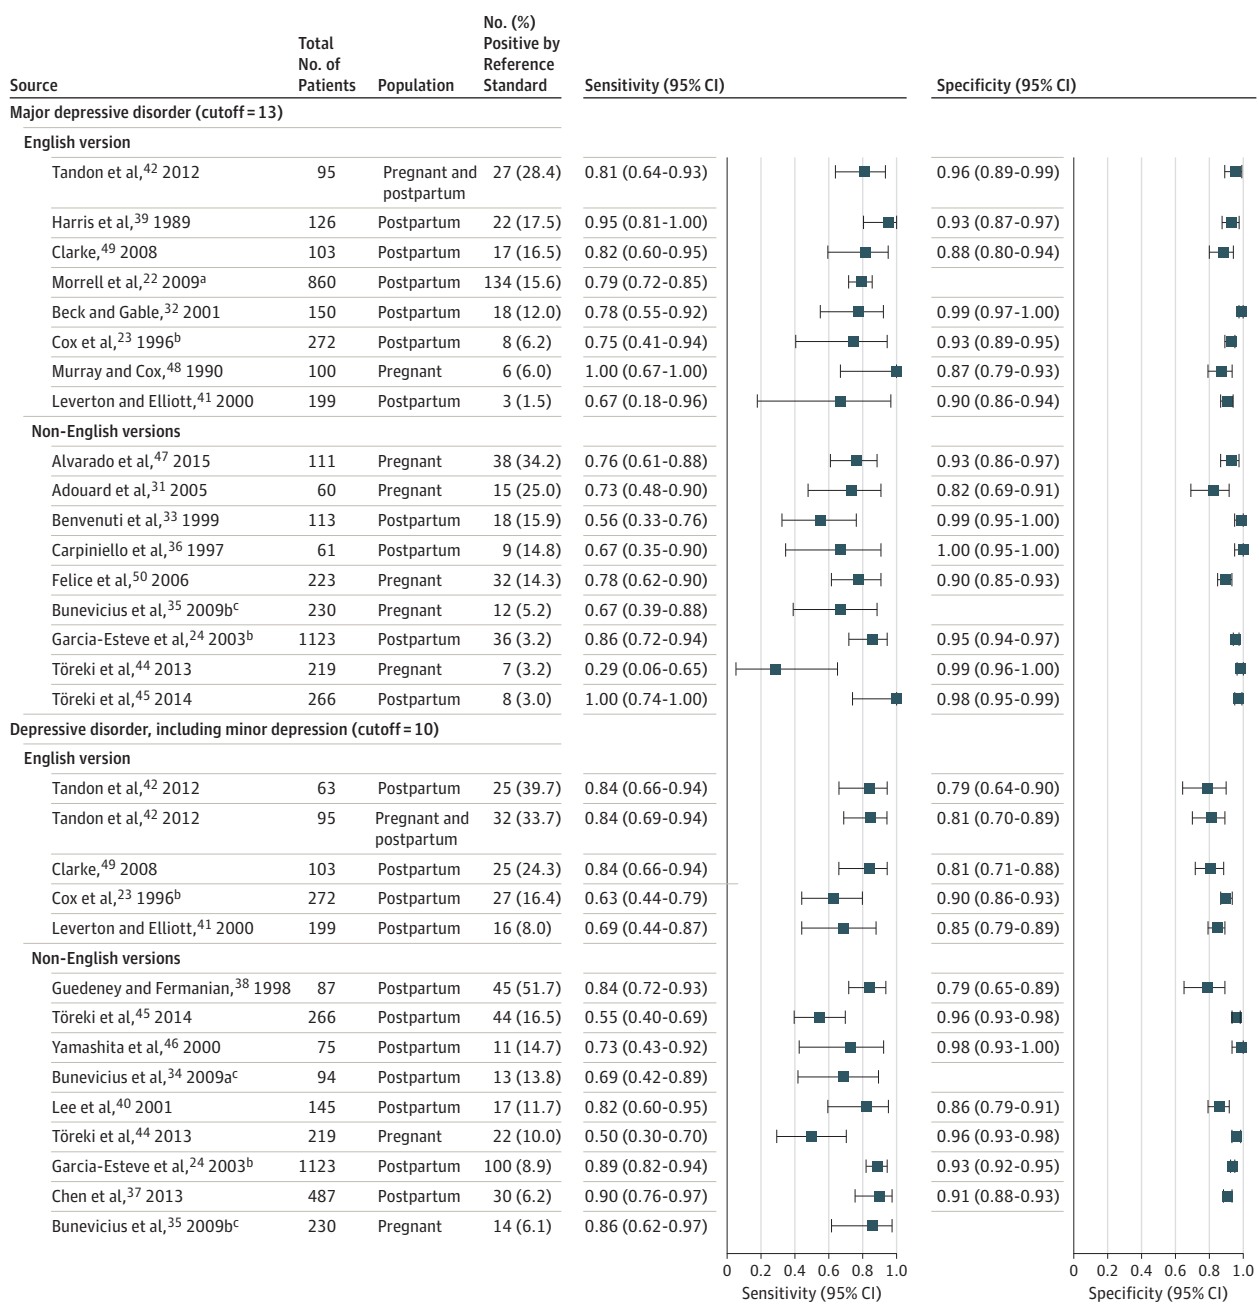 Source Total No. of Patients Population No. (%) Positive by Reference Standard Sensitivity (95% CI) Specificity (95% CI)
Major depressive disorder (cutoff = 13)
English version
Tandon et al,42 2012 95 Pregnant and postpartum 27 (28.4) 0.81 (0.64-0.93) 0.96 (0.89-0.99)
Harris et al,39 1989 126 Postpartum 22 (17.5) 0.95 (0.81-1.00) 0.93 (0.87-0.97)
Clarke,49 2008 103 Postpartum 17 (16.5) 0.82 (0.60-0.95) 0.88 (0.80-0.94)
Morrell et al,22 2009a 860 Postpartum 134 (15.6) 0.79 (0.72-0.85)
Beck and Gable,32 2001 150 Postpartum 18 (12.0) 0.78 (0.55-0.92) 0.99 (0.97-1.00)
Cox et al,23 1996b 272 Postpartum 8 (6.2) 0.75 (0.41-0.94) 0.93 (0.89-0.95)
Murray and Cox,48 1990 100 Pregnant 6 (6.0) 1.00 (0.67-1.00) 0.87 (0.79-0.93)
Leverton and Elliott,41 2000 199 Postpartum 3 (1.5) 0.67 (0.18-0.96) 0.90 (0.86-0.94)
Non-English versions
Alvarado et al,47 2015 111 Pregnant 38 (34.2) 0.76 (0.61-0.88) 0.93 (0.86-0.97)
Adouard et al,31 2005 60 Pregnant 15 (25.0) 0.73 (0.48-0.90) 0.82 (0.69-0.91)
Benvenuti et al,33 1999 113 Postpartum 18 (15.9) 0.56 (0.33-0.76) 0.99 (0.95-1.00)
Carpiniello et al,36 1997 61 Postpartum 9 (14.8) 0.67 (0.35-0.90) 1.00 (0.95-1.00)
Felice et al,50 2006 223 Pregnant 32 (14.3) 0.78 (0.62-0.90) 0.90 (0.85-0.93)
Bunevicius et al,35 2009bc 230 Pregnant 12 (5.2) 0.67 (0.39-0.88)
Garcia-Esteve et al,24 2003b 1123 Postpartum 36 (3.2) 0.86 (0.72-0.94) 0.95 (0.94-0.97)
Töreki et al,44 2013 219 Pregnant 7 (3.2) 0.29 (0.06-0.65) 0.99 (0.96-1.00)
Töreki et al,45 2014 266 Postpartum 8 (3.0) 1.00 (0.74-1.00) 0.98 (0.95-0.99)
Depressive disorder, including minor depression (cutoff = 10)
English version
Tandon et al,42 2012 63 Postpartum 25 (39.7) 0.84 (0.66-0.94) 0.79 (0.64-0.90)
Tandon et al,42 2012 95 Pregnant and postpartum 32 (33.7) 0.84 (0.69-0.94) 0.81 (0.70-0.89)
Clarke,49 2008 103 Postpartum 25 (24.3) 0.84 (0.66-0.94) 0.81 (0.71-0.88)
Cox et al,23 1996b 272 Postpartum 27 (16.4) 0.63 (0.44-0.79) 0.90 (0.86-0.93)
Leverton and Elliott,41 2000 199 Postpartum 16 (8.0) 0.69 (0.44-0.87) 0.85 (0.79-0.89)
Non-English versions
Guedeney and Fermanian,38 1998 87 Postpartum 45 (51.7) 0.84 (0.72-0.93) 0.79 (0.65-0.89)
Töreki et al,45 2014 266 Postpartum 44 (16.5) 0.55 (0.40-0.69) 0.96 (0.93-0.98)
Yamashita et al,46 2000 75 Postpartum 11 (14.7) 0.73 (0.43-0.92) 0.98 (0.93-1.00)
Bunevicius et al,34 2009ac 94 Postpartum 13 (13.8) 0.69 (0.42-0.89)
Lee et al,40 2001 145 Postpartum 17 (11.7) 0.82 (0.60-0.95) 0.86 (0.79-0.91)
Töreki et al,44 2013 219 Pregnant 22 (10.0) 0.50 (0.30-0.70) 0.96 (0.93-0.98)
Garcia-Esteve et al,24 2003b 1123 Postpartum 100 (8.9) 0.89 (0.82-0.94) 0.93 (0.92-0.95)
Chen et al,37 2013 487 Postpartum 30 (6.2) 0.90 (0.76-0.97) 0.91 (0.88-0.93)
Bunevicius et al,35 2009bc 230 Pregnant 14 (6.1) 0.86 (0.62-0.97)
0 0.2 0.4 0.6 0.8 1.0 0 0.2 0.4 0.6 0.8 1.0
Sensitivity (95% CI) Specificity (95% CI)